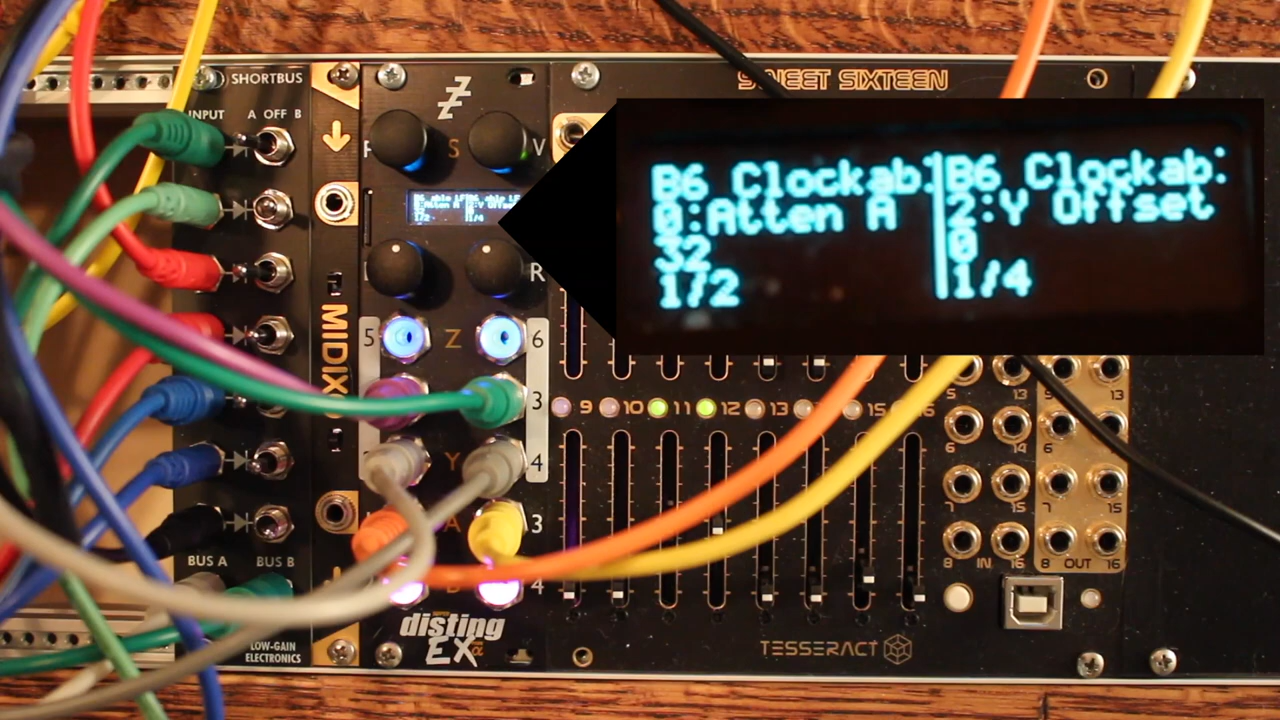 SHORTBUS
INPUT
A OFF B
BUS A
BUS B
LOW-GAIN
ELECTRONICS
MIDIX
S
V
R
5
Z
6
3
Y
4
A
3
4
disting
EX
α
SWEET SIXTEEN
B6 Clockab
0:Atten A
32
1/2
B6 Clockab
2:Y Offset
0
1/4
9
10
11
12
13
15
16
5
13
6
14
7
15
8
IN
16
9
13
6
7
15
8
OUT
16
TESSERACT